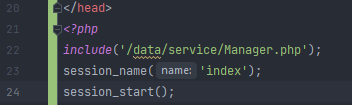 20 </head>
21 <?php
22 include('/data/service/Manager.php');
23 session_name( name: 'index');
24 session_start();